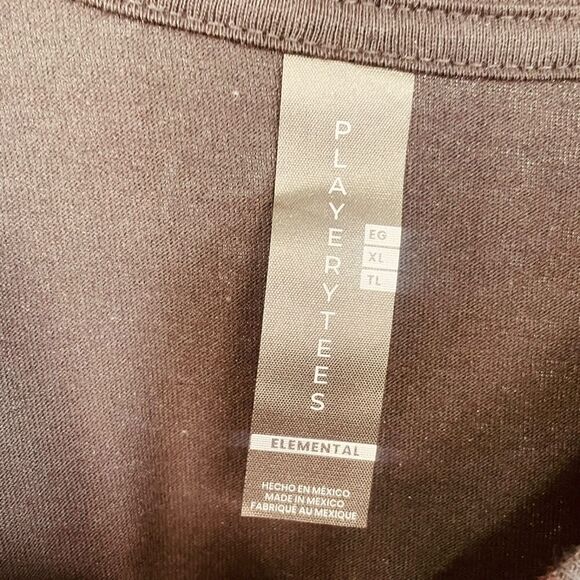 PLAYERYTEES
EG
XL
TL
ELEMENTAL
HECHO EN MÉXICO
MADE IN MEXICO
FABRIQUÉ AU MEXIQUE